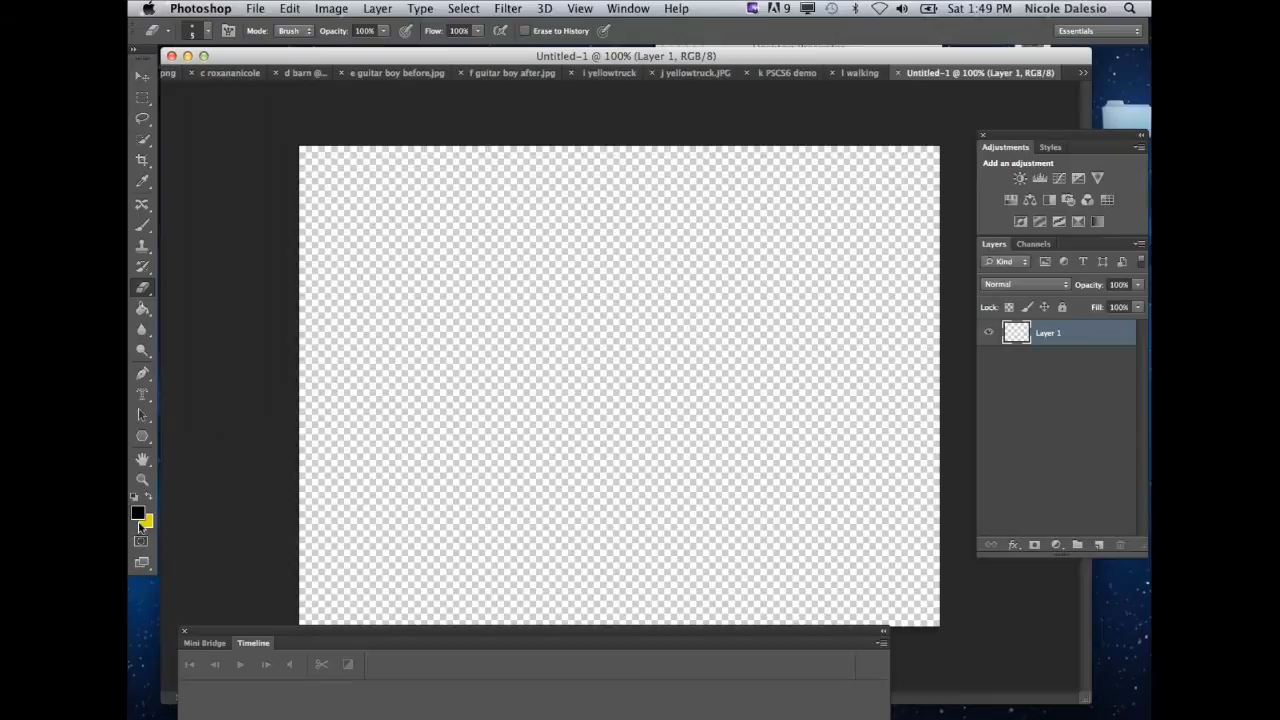 Photoshop File Edit Image Layer Type Select Filter 3D View Window Help 9 Sat 1:49 PM Nicole Dalesio
5 Mode: Brush Opacity: 100% Flow: 100% Erase to History Essentials
Untitled-1 @ 100% (Layer 1, RGB/8)
png × c roxananicole × d barn @... × e guitar boy before.jpg × f guitar boy after.jpg × i yellowtruck × j yellowtruck.JPG × k PSCS6 demo × l walking × Untitled-1 @ 100% (Layer 1, RGB/8) >>
Adjustments Styles
Add an adjustment
Layers Channels
Kind T
Normal Opacity: 100%
Lock: Fill: 100%
Layer 1
fx
Mini Bridge Timeline